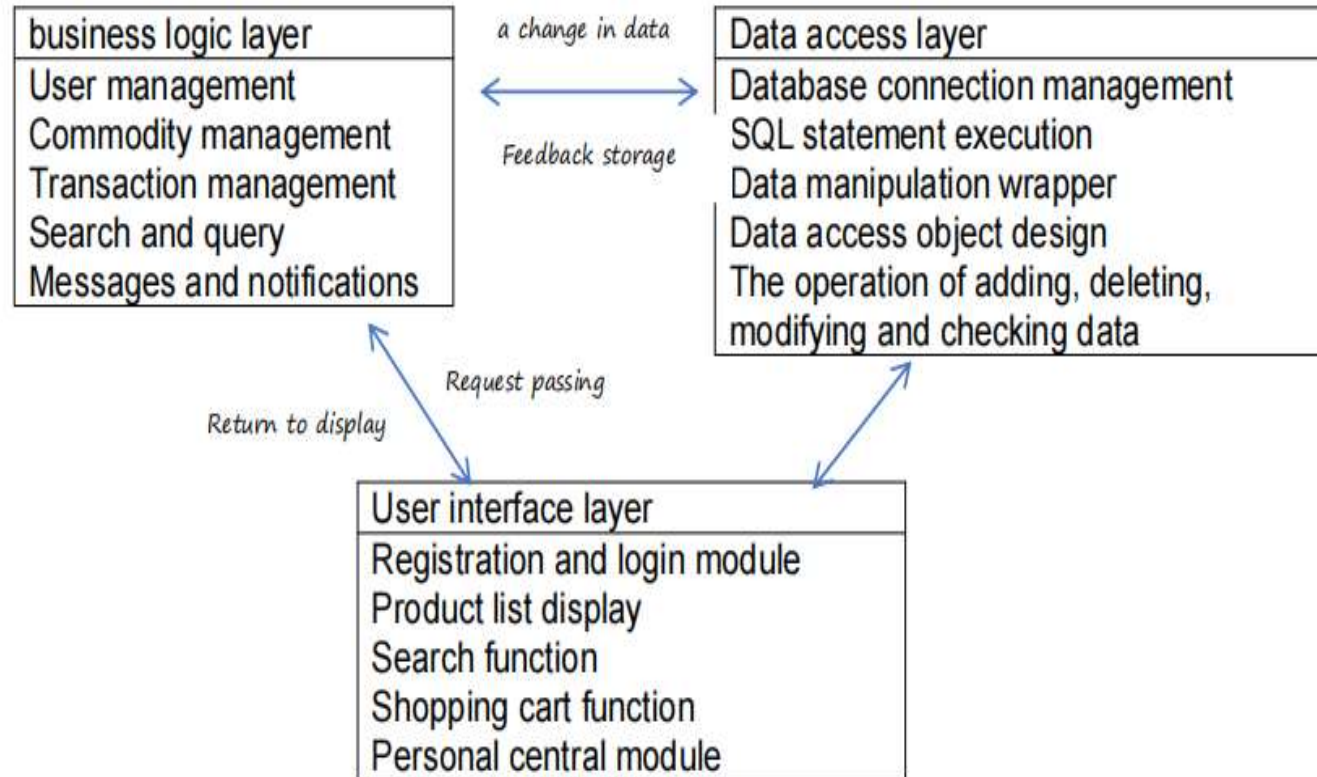 business logic layer
User management
Commodity management
Transaction management
Search and query
Messages and notifications
a change in data
Feedback storage
Data access layer
Database connection management
SQL statement execution
Data manipulation wrapper
Data access object design
The operation of adding, deleting,
modifying and checking data
Request passing
Return to display
User interface layer
Registration and login module
Product list display
Search function
Shopping cart function
Personal central module